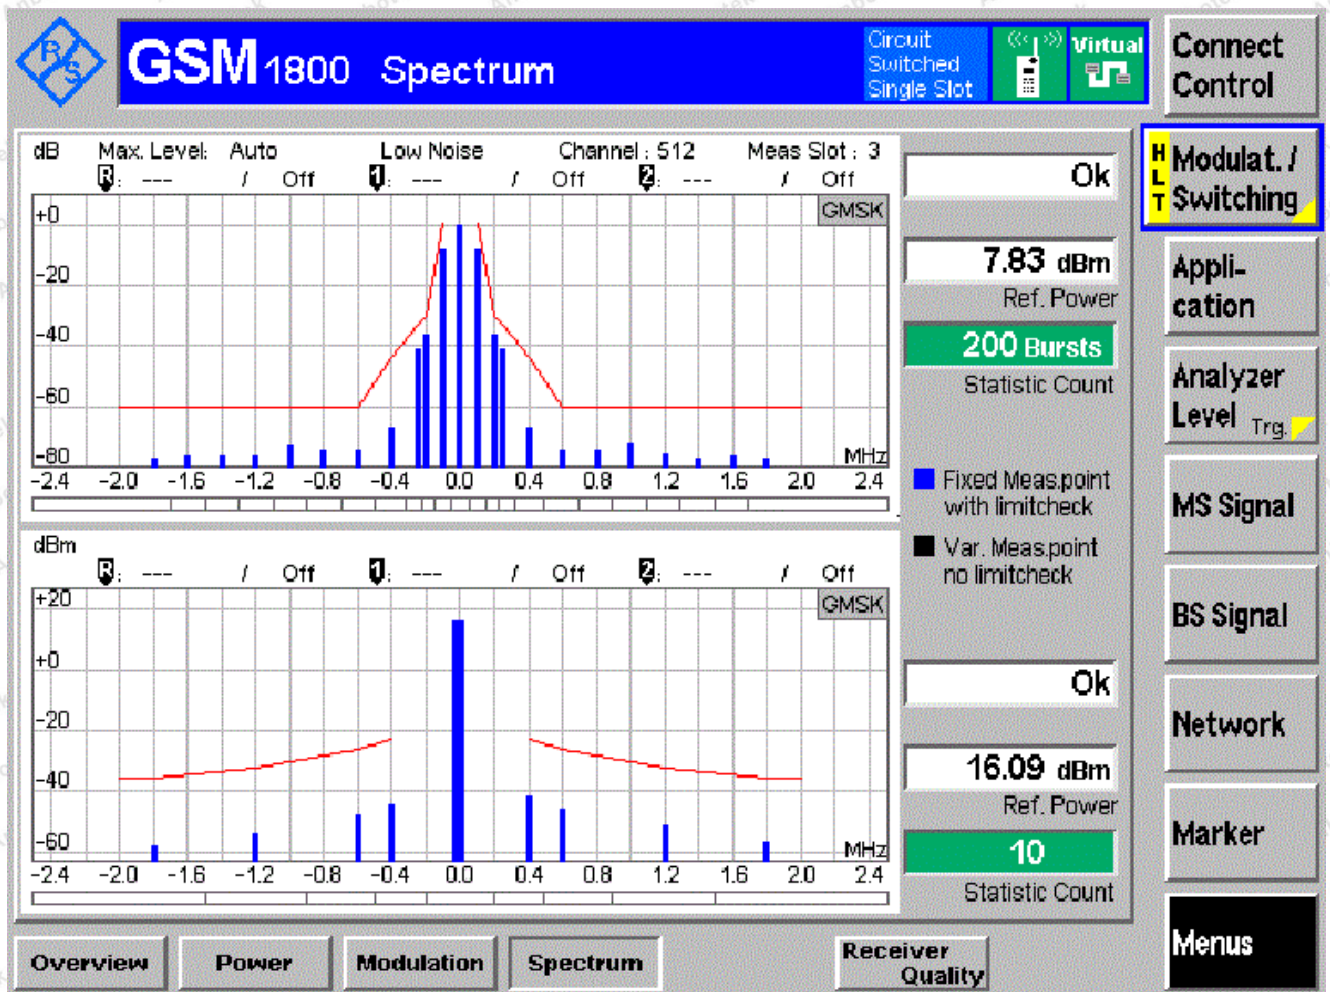 R S
GSM 1800 Spectrum
Circuit
Switched
Single Slot
Virtual
Connect
Control
dB Max. Level: Auto Low Noise Channel : 512 Meas Slot : 3
R : --- / Off 1 : --- / Off 2 : --- / Off
GMSK
+0
-20
-40
-60
-80
MHz
-2.4 -2.0 -1.6 -1.2 -0.8 -0.4 0.0 0.4 0.8 1.2 1.6 2.0 2.4
Ok
7.83 dBm
Ref. Power
200 Bursts
Statistic Count
Fixed Meas.point
with limitcheck
Var. Meas.point
no limitcheck
dBm
R : --- / Off 1 : --- / Off 2 : --- / Off
GMSK
+20
+0
-20
-40
-60
MHz
-2.4 -2.0 -1.6 -1.2 -0.8 -0.4 0.0 0.4 0.8 1.2 1.6 2.0 2.4
Ok
16.09 dBm
Ref. Power
10
Statistic Count
HLT
Modulat. /
Switching
Appli-
cation
Analyzer
Level Trg.
MS Signal
BS Signal
Network
Marker
Menus
Overview Power Modulation Spectrum
Receiver
Quality